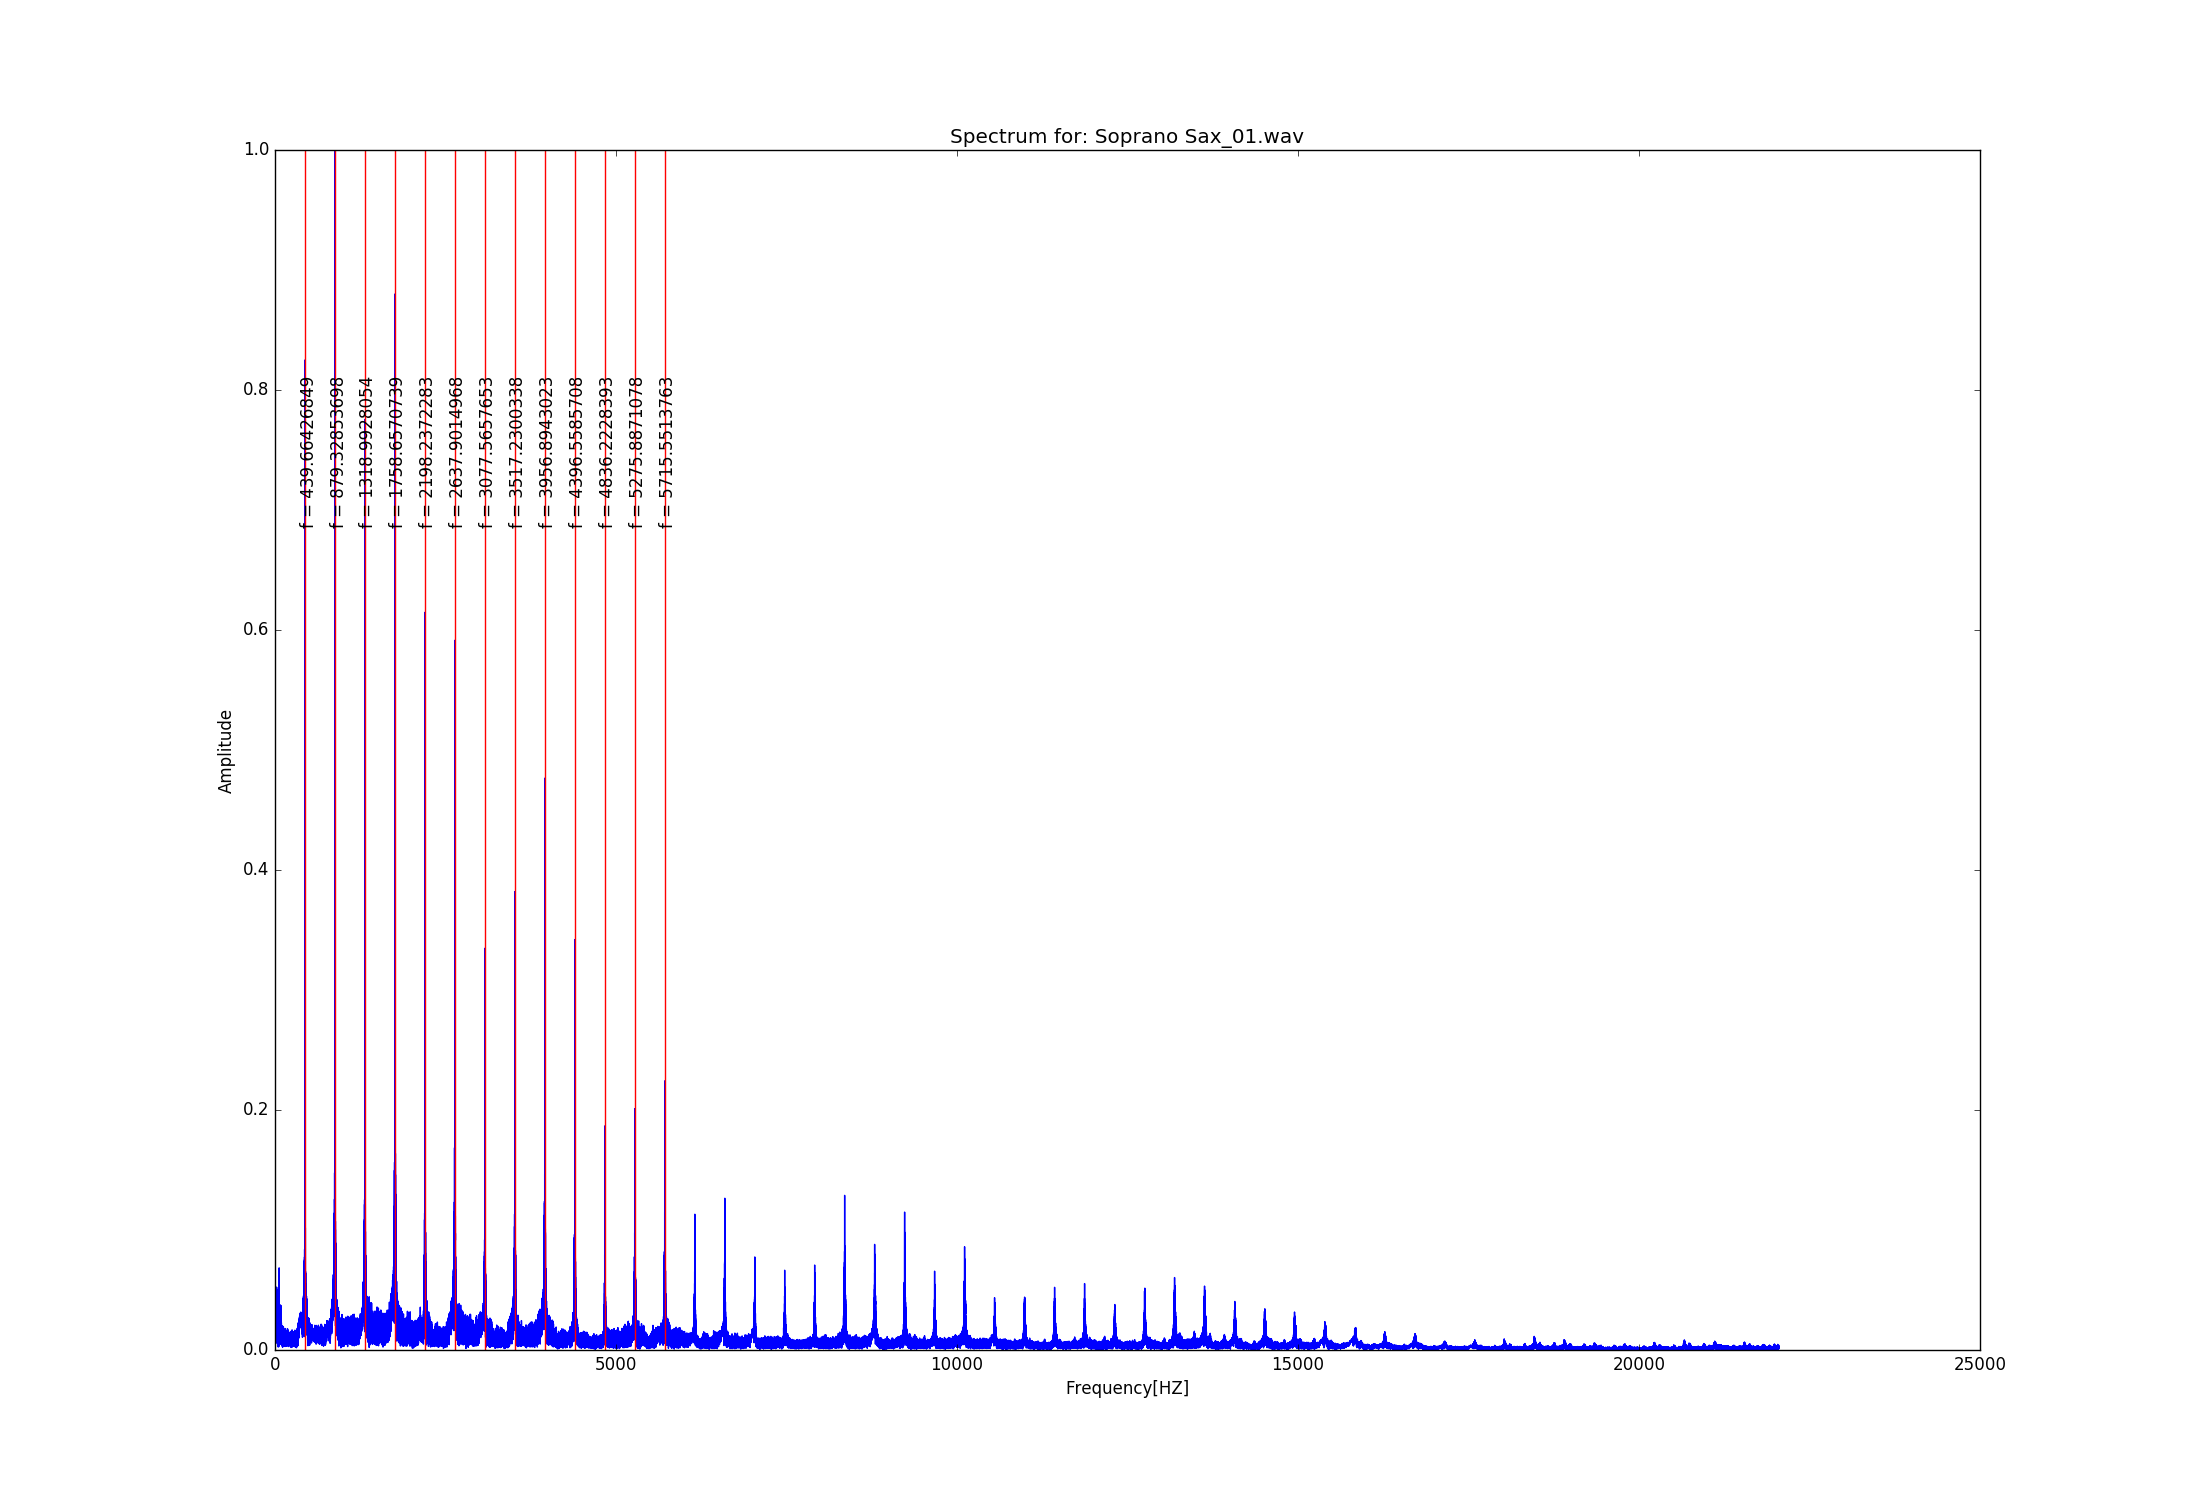 Spectrum for: Soprano Sax_01.wav
1.0
0.8
0.6
0.4
0.2
0.0
Amplitude
f = 439.66426849
f = 879.32853698
f = 1318.9928054
f = 1758.6570739
f = 2198.2372283
f = 2637.9014968
f = 3077.5657653
f = 3517.2300338
f = 3956.8943023
f = 4396.5585708
f = 4836.2228393
f = 5275.8871078
f = 5715.5513763
0
5000
10000
15000
20000
25000
Frequency[HZ]